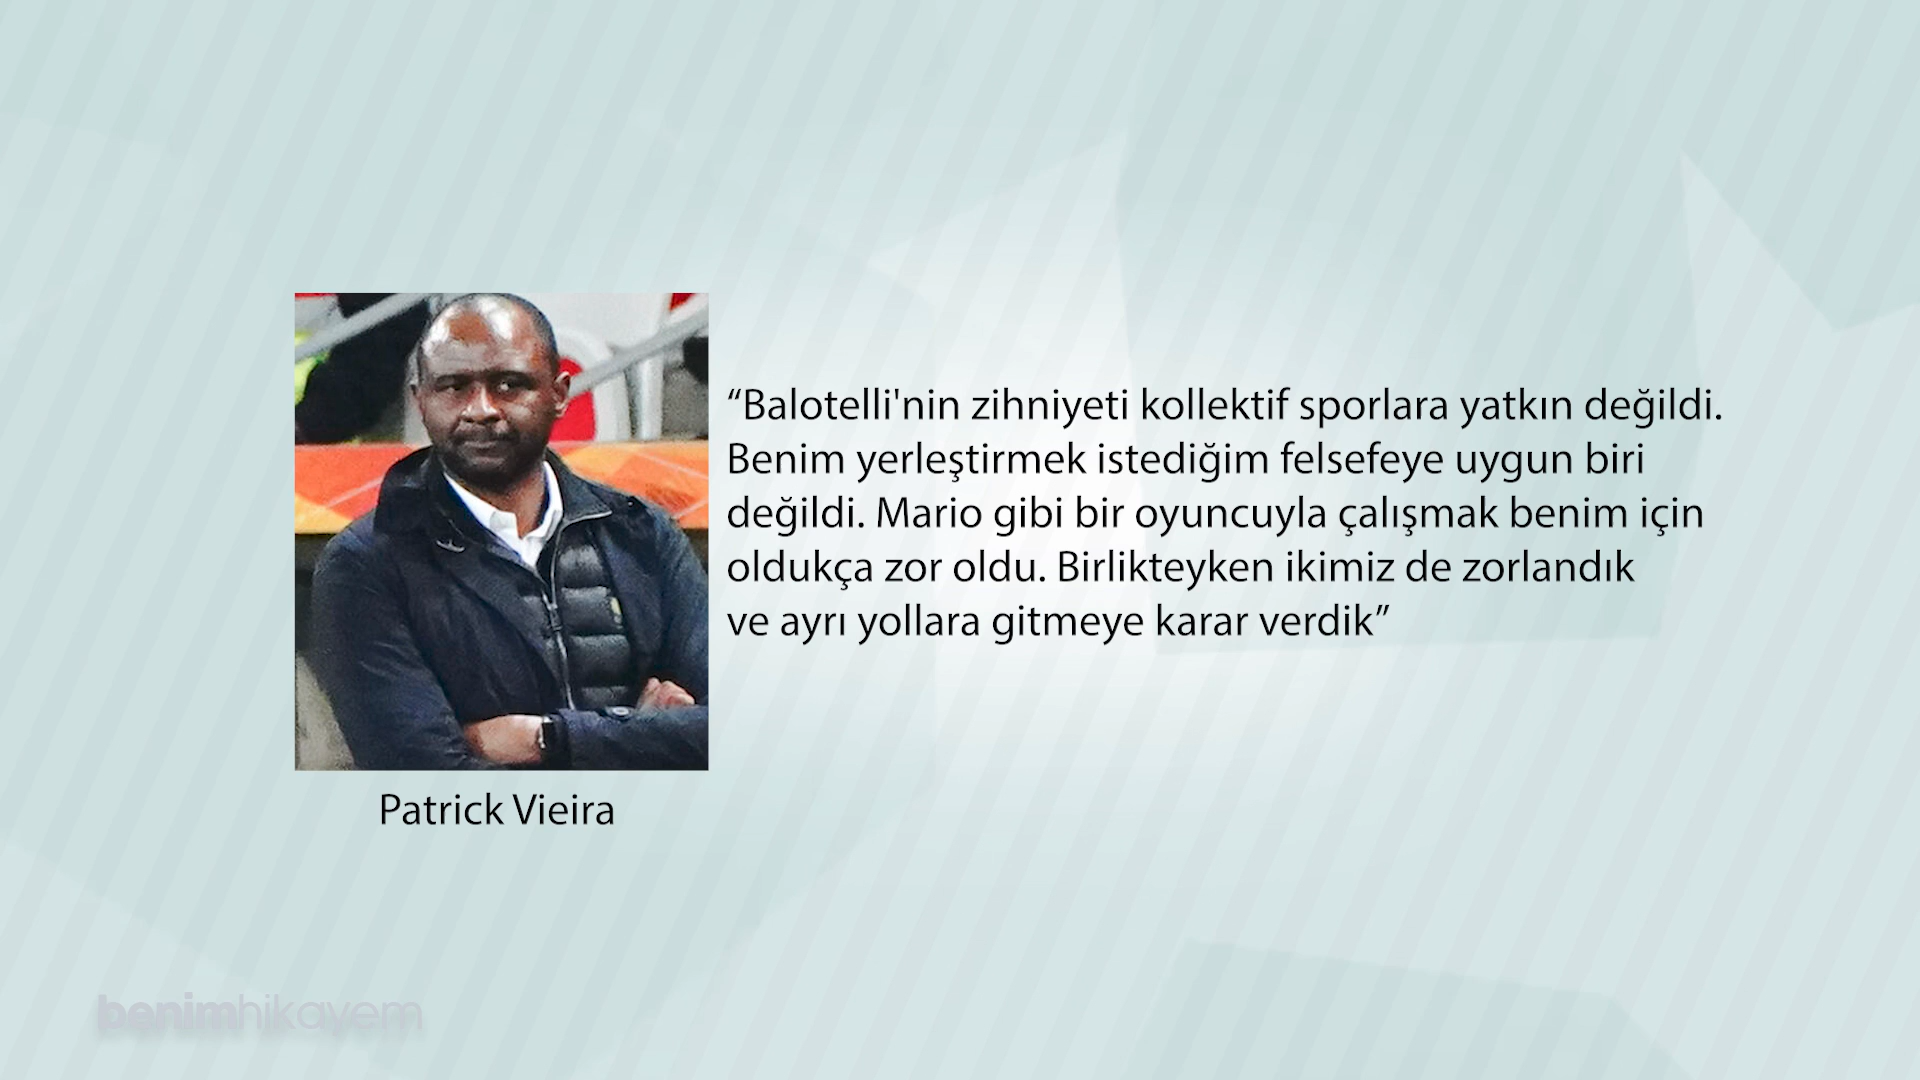 “Balotelli'nin zihniyeti kollektif sporlara yatkın değildi.
Benim yerleştirmek istediğim felsefeye uygun biri
değildi. Mario gibi bir oyuncuyla çalışmak benim için
oldukça zor oldu. Birlikteyken ikimiz de zorlandık
ve ayrı yollara gitmeye karar verdik”
Patrick Vieira
benimhikayem